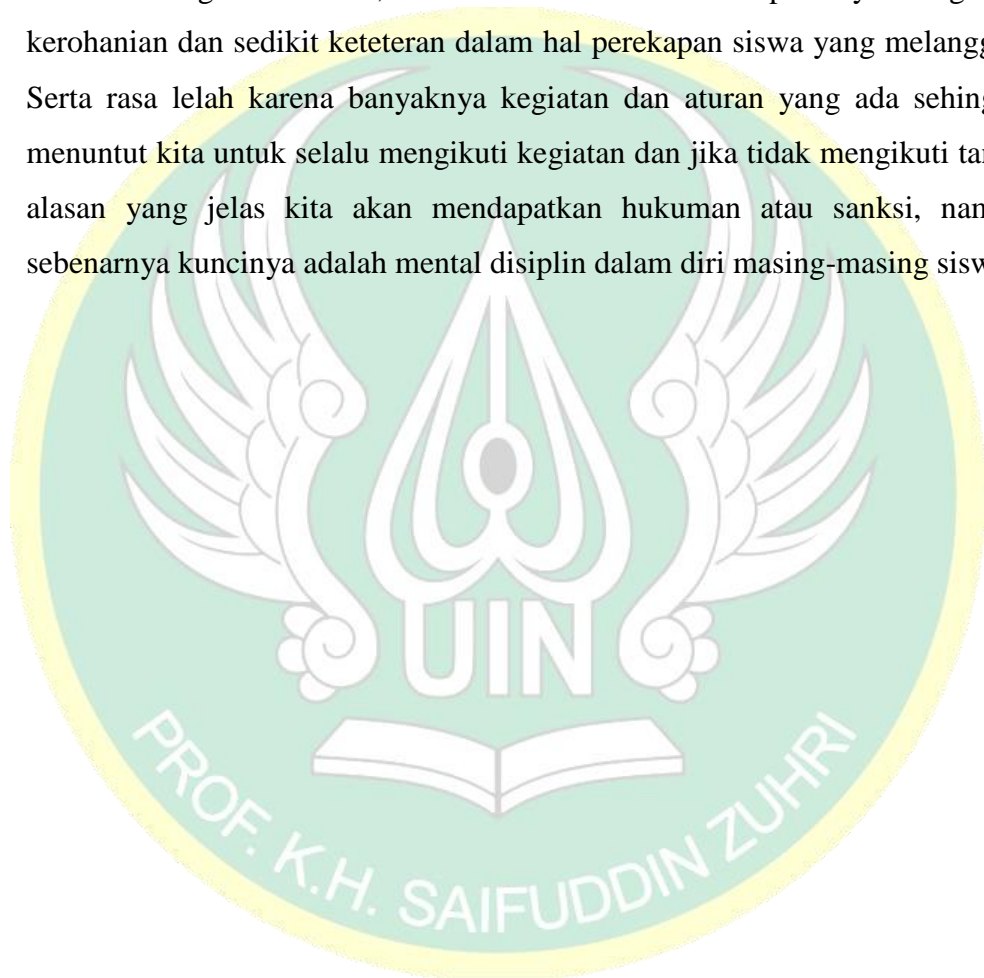 kerohanian dan sedikit keteteran dalam hal perekapan siswa yang melangg
Serta rasa lelah karena banyaknya kegiatan dan aturan yang ada sehing
menuntut kita untuk selalu mengikuti kegiatan dan jika tidak mengikuti tan
alasan yang jelas kita akan mendapatkan hukuman atau sanksi, nam
sebenarnya kuncinya adalah mental disiplin dalam diri masing-masing sisw
UIN
PROF. K.H. SAIFUDDIN ZUHRI